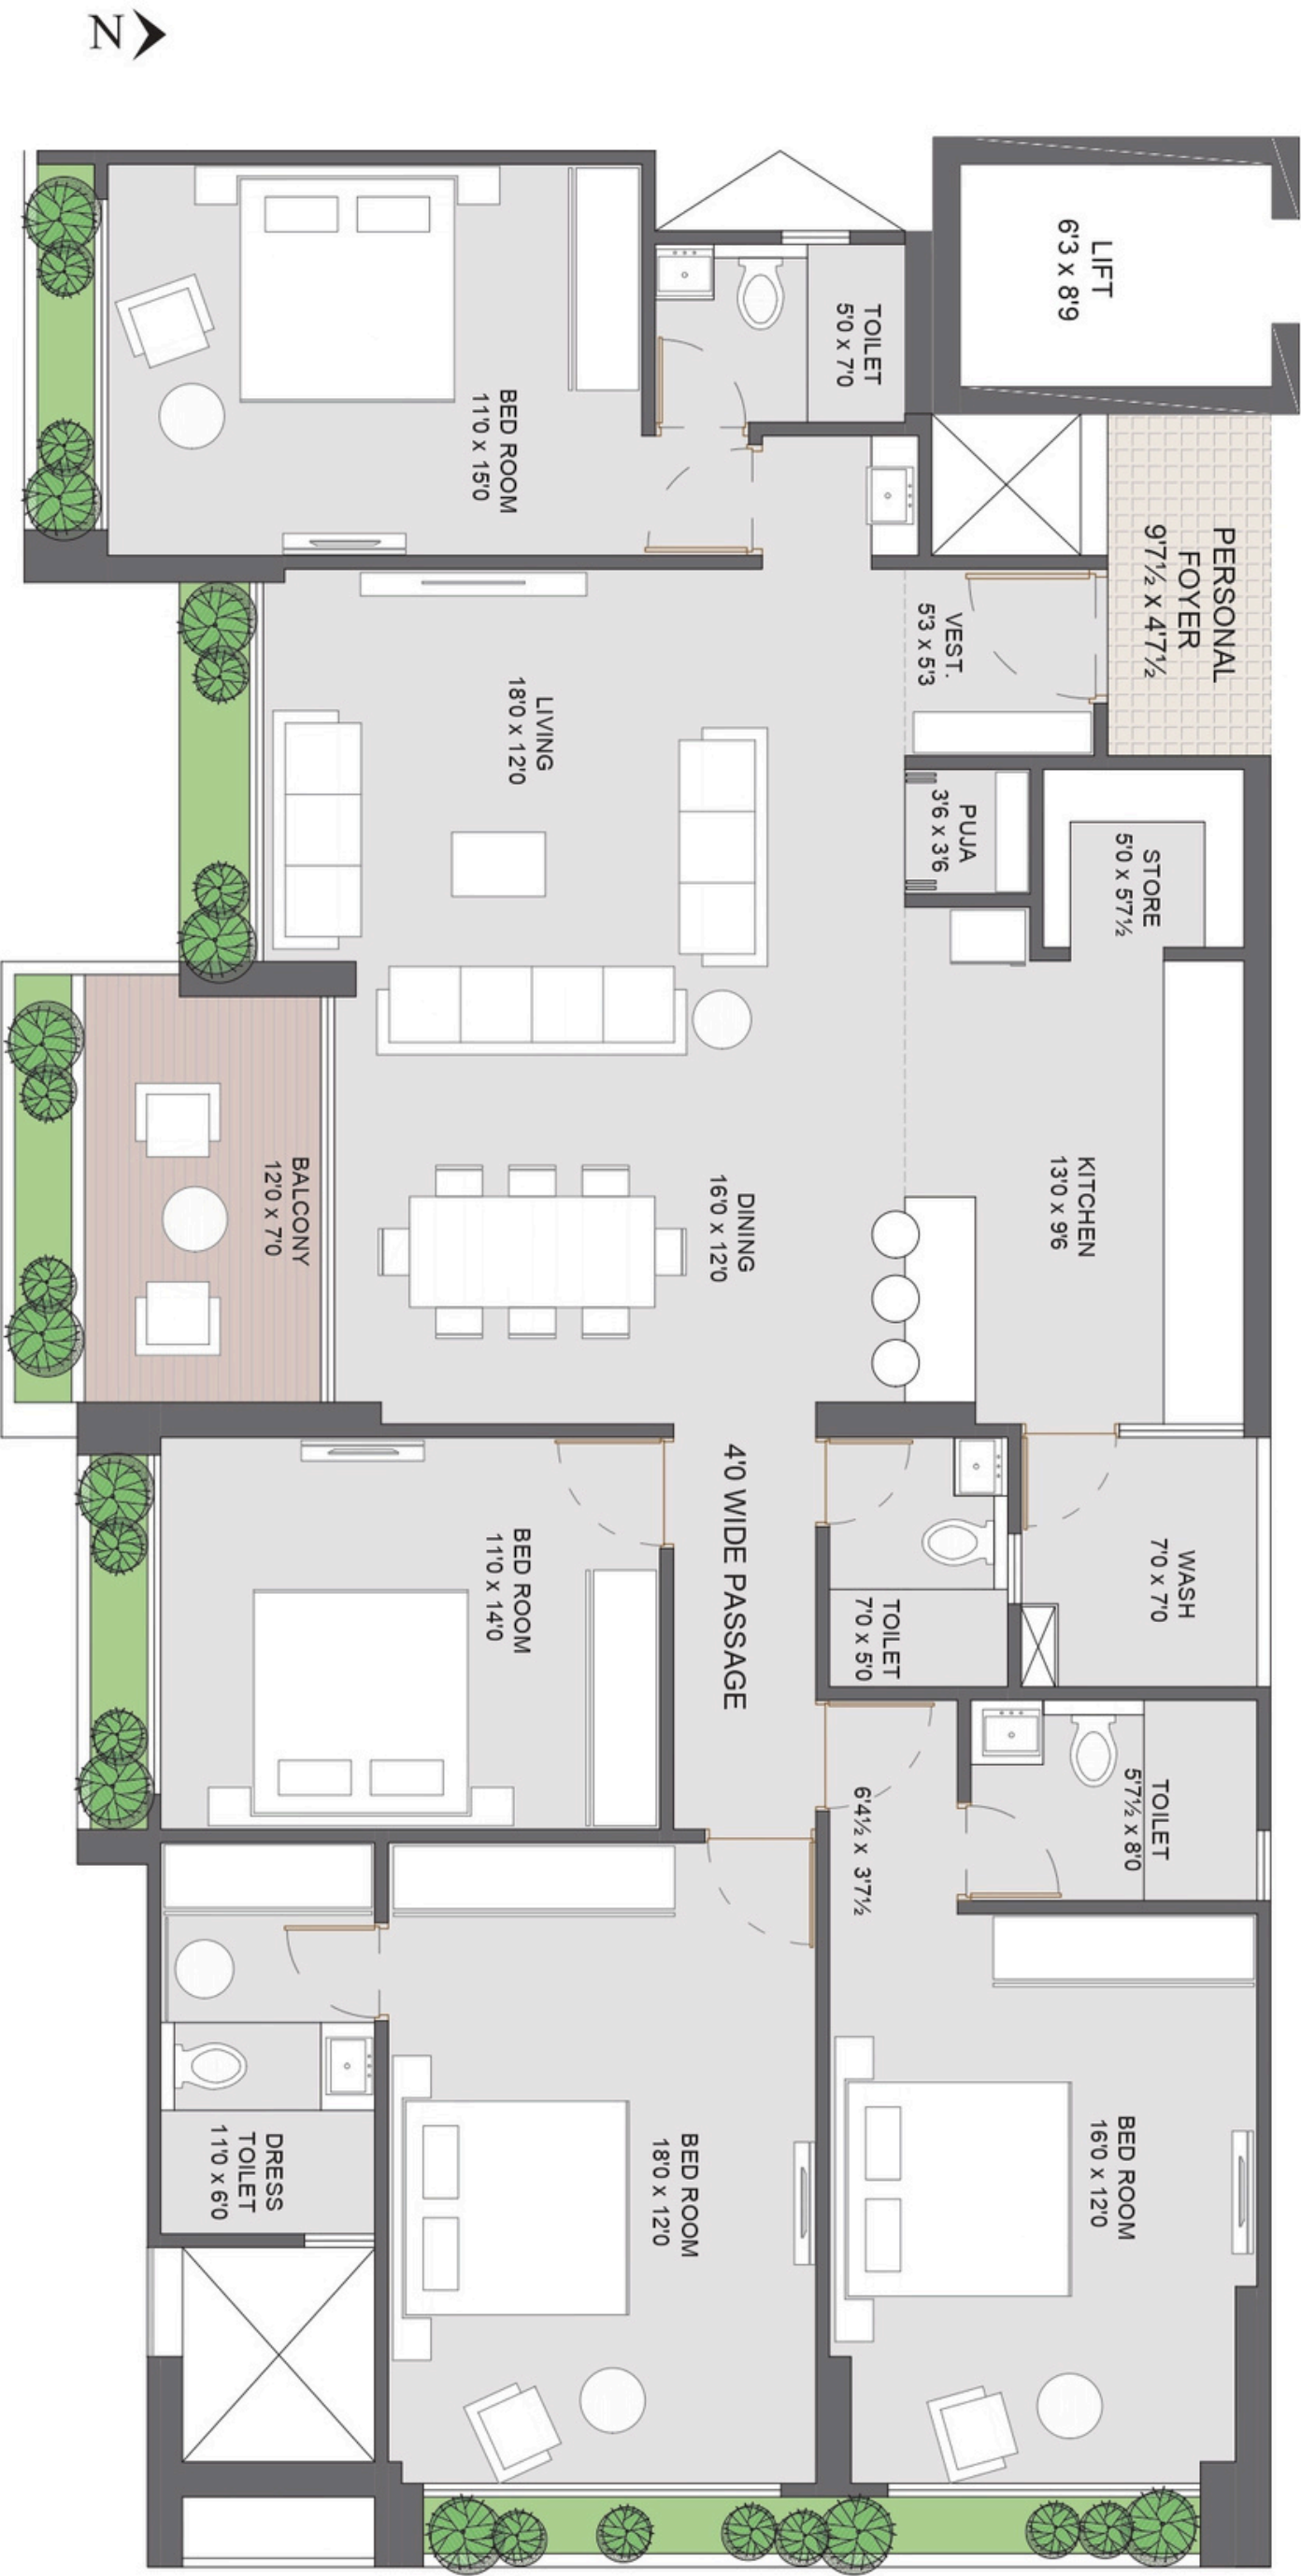 N
LIFT
6'3 x 8'9
TOILET
5'0 x 7'0
BED ROOM
11'0 x 15'0
PERSONAL
FOYER
9'7½ x 4'7½
VEST.
5'3 x 5'3
LIVING
18'0 x 12'0
PUJA
3'6 x 3'6
STORE
5'0 x 5'7½
KITCHEN
13'0 x 9'6
DINING
16'0 x 12'0
BALCONY
12'0 x 7'0
4'0 WIDE PASSAGE
WASH
7'0 x 7'0
TOILET
7'0 x 5'0
BED ROOM
11'0 x 14'0
TOILET
5'7½ x 8'0
6'4½ x 3'7½
BED ROOM
16'0 x 12'0
BED ROOM
18'0 x 12'0
DRESS
TOILET
11'0 x 6'0